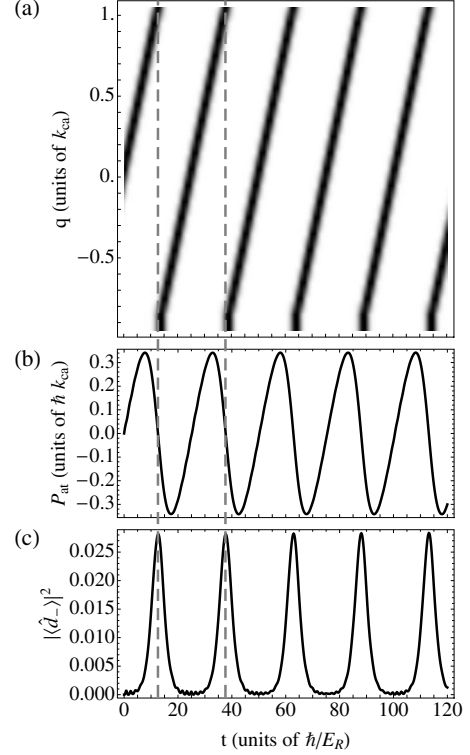 (a)
1.
0.5
0.
−0.5
q (units of k_ca)
(b)
0.3
0.2
0.1
0.0
−0.1
−0.2
−0.3
P_at (units of ℏ k_ca)
(c)
0.025
0.020
0.015
0.010
0.005
0.000
|⟨d̂_−⟩|²
0 20 40 60 80 100 120
t (units of ℏ/E_R)